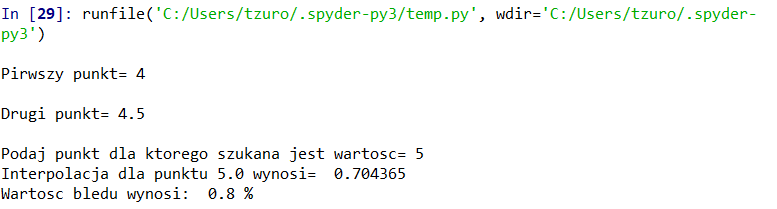 In [29]: runfile('C:/Users/tzuro/.spyder-py3/temp.py', wdir='C:/Users/tzuro/.spyder-
py3')
Pirwszy punkt= 4
Drugi punkt= 4.5
Podaj punkt dla ktorego szukana jest wartosc= 5
Interpolacja dla punktu 5.0 wynosi=  0.704365
Wartosc bledu wynosi:  0.8 %